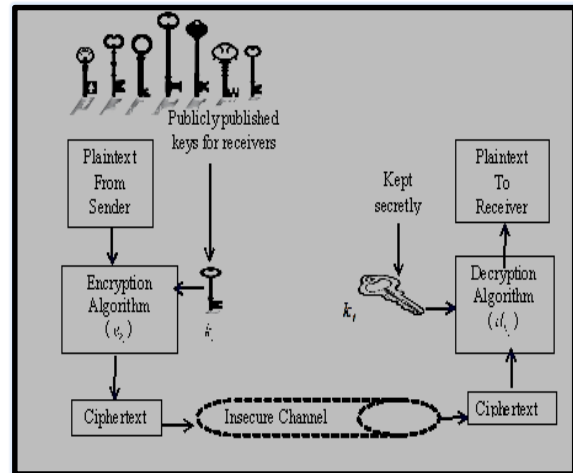 Publicly published
keys for receivers
Plaintext
From
Sender
Kept
secretly
Plaintext
To
Receiver
Encryption
Algorithm
Decryption
Algorithm
Ciphertext
Insecure Channel
Ciphertext